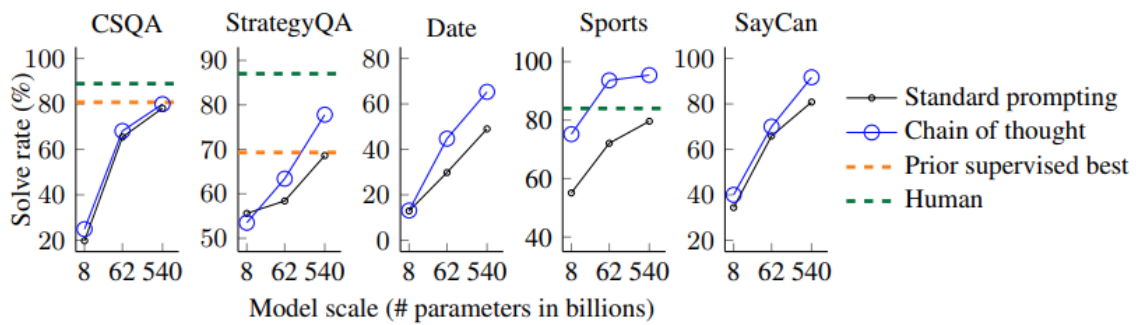 CSQA
StrategyQA
Date
Sports
SayCan
Solve rate (%)
100
80
60
40
20
8 62 540
90
80
70
60
50
8 62 540
80
60
40
20
0
8 62 540
100
80
60
40
8 62 540
100
80
60
40
20
8 62 540
Model scale (# parameters in billions)
Standard prompting
Chain of thought
Prior supervised best
Human